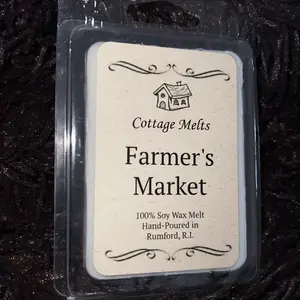 Cottage Melts
Farmer's
Market
100% Soy Wax Melt
Hand-Poured in
Rumford, R.I.